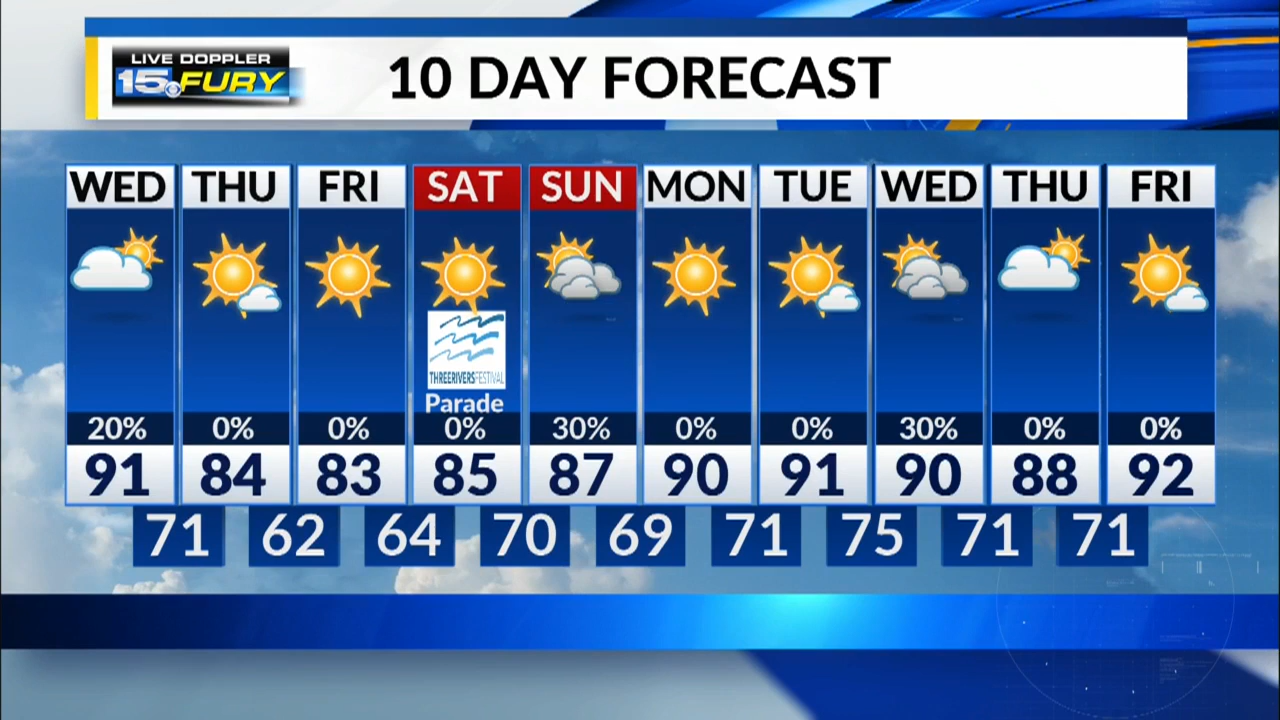 LIVE DOPPLER
15 FURY
10 DAY FORECAST
WED THU FRI SAT SUN MON TUE WED THU FRI
THREERIVERSFESTIVAL
Parade
20% 0% 0% 0% 30% 0% 0% 30% 0% 0%
91 84 83 85 87 90 91 90 88 92
71 62 64 70 69 71 75 71 71